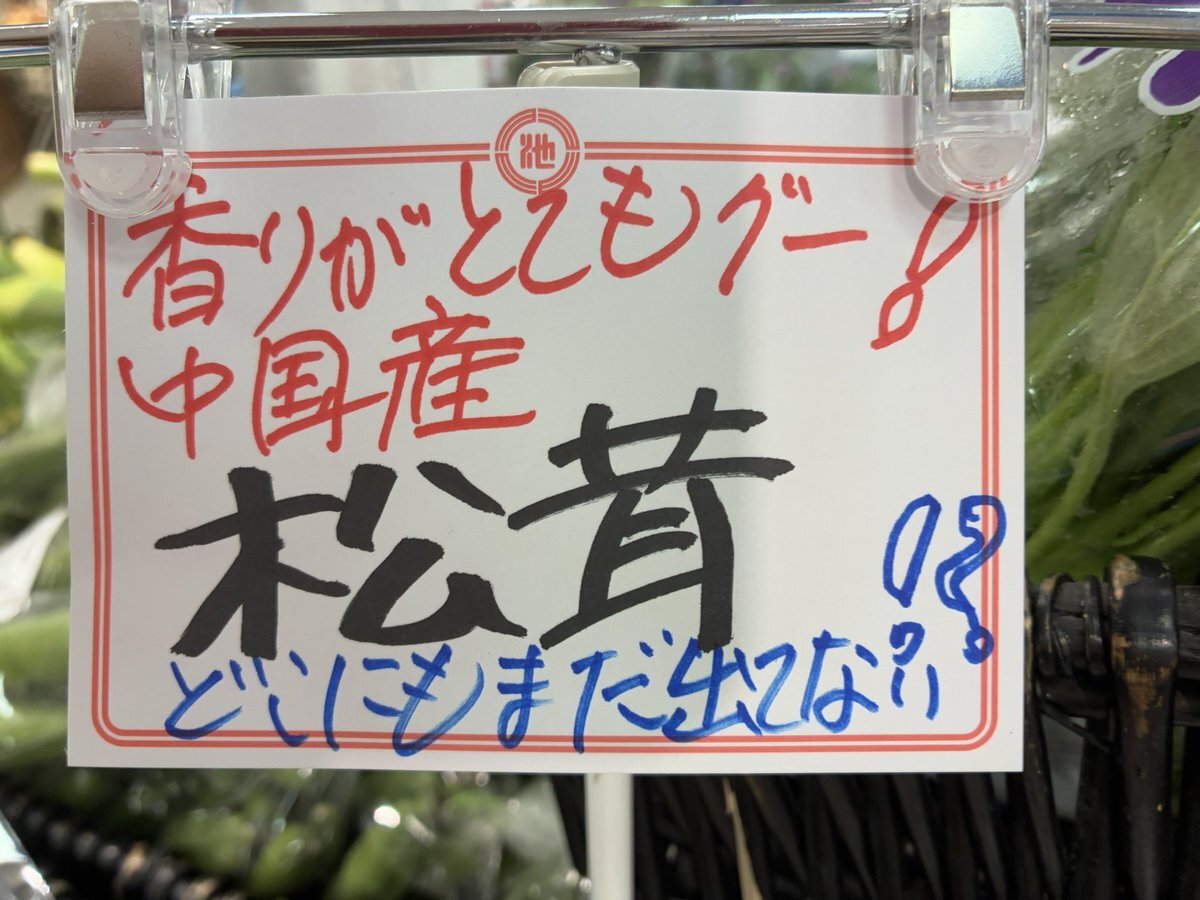 池
香りがとてもグー!
中国産
松茸
どこにもまだ出てない!?